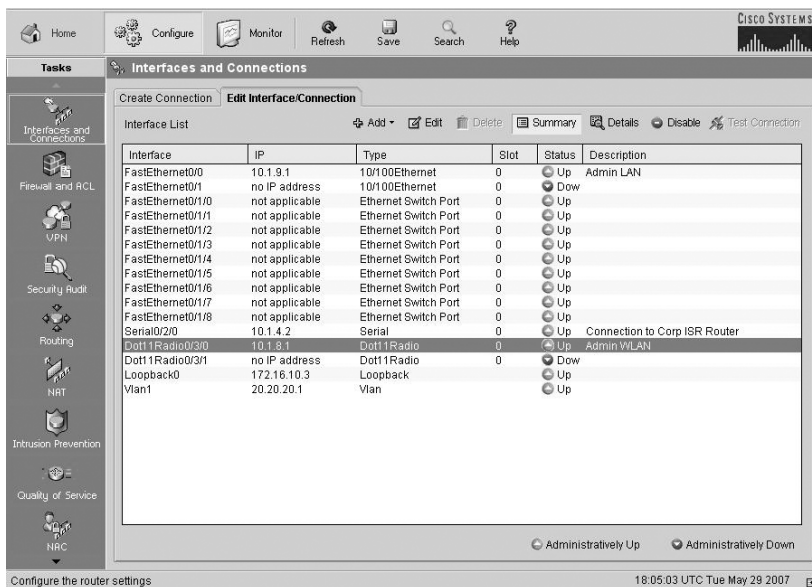 CISCO SYSTEMS
Home
Configure
Monitor
Refresh
Save
Search
Help
Tasks
Interfaces and Connections
Interfaces and Connections
Firewall and ACL
VPN
Security Audit
Routing
NAT
Intrusion Prevention
Quality of Service
NAC
Create Connection Edit Interface/Connection
Interface List Add Edit Delete Summary Details Disable Test Connection
Interface IP Type Slot Status Description
FastEthernet0/0 10.1.9.1 10/100Ethernet 0 Up Admin LAN
FastEthernet0/1 no IP address 10/100Ethernet 0 Dow
FastEthernet0/1/0 not applicable Ethernet Switch Port 0 Up
FastEthernet0/1/1 not applicable Ethernet Switch Port 0 Up
FastEthernet0/1/2 not applicable Ethernet Switch Port 0 Up
FastEthernet0/1/3 not applicable Ethernet Switch Port 0 Up
FastEthernet0/1/4 not applicable Ethernet Switch Port 0 Up
FastEthernet0/1/5 not applicable Ethernet Switch Port 0 Up
FastEthernet0/1/6 not applicable Ethernet Switch Port 0 Up
FastEthernet0/1/7 not applicable Ethernet Switch Port 0 Up
FastEthernet0/1/8 not applicable Ethernet Switch Port 0 Up
Serial0/2/0 10.1.4.2 Serial 0 Up Connection to Corp ISR Router
Dot11Radio0/3/0 10.1.8.1 Dot11Radio 0 Up Admin WLAN
Dot11Radio0/3/1 no IP address Dot11Radio 0 Dow
Loopback0 172.16.10.3 Loopback Up
Vlan1 20.20.20.1 Vlan Up
Administratively Up Administratively Down
Configure the router settings 18:05:03 UTC Tue May 29 2007